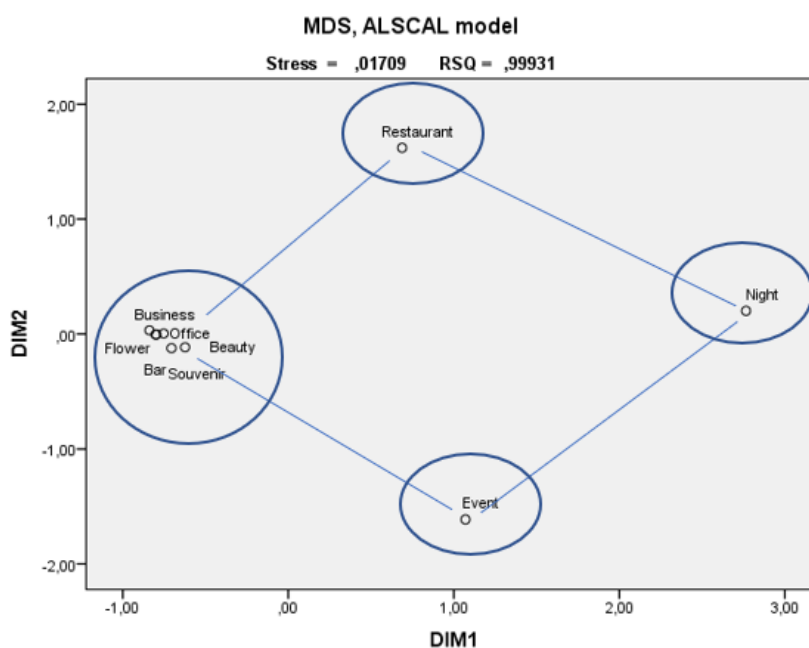 MDS, ALSCAL model
Stress = ,01709 RSQ = ,99931
2,00
Restaurant
1,00
Night
Business
DIM2
,00
Office
Flower
Beauty
Bar
Souvenir
-1,00
Event
-2,00
-1,00 ,00 1,00 2,00 3,00
DIM1